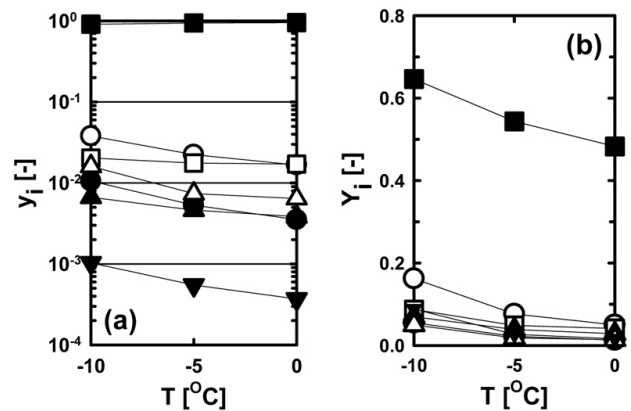 10⁰
10⁻¹
10⁻²
10⁻³
10⁻⁴
yᵢ [-]
(a)
-10 -5 0
T [°C]
0.8
0.6
0.4
0.2
0.0
Yᵢ [-]
(b)
-10 -5 0
T [°C]